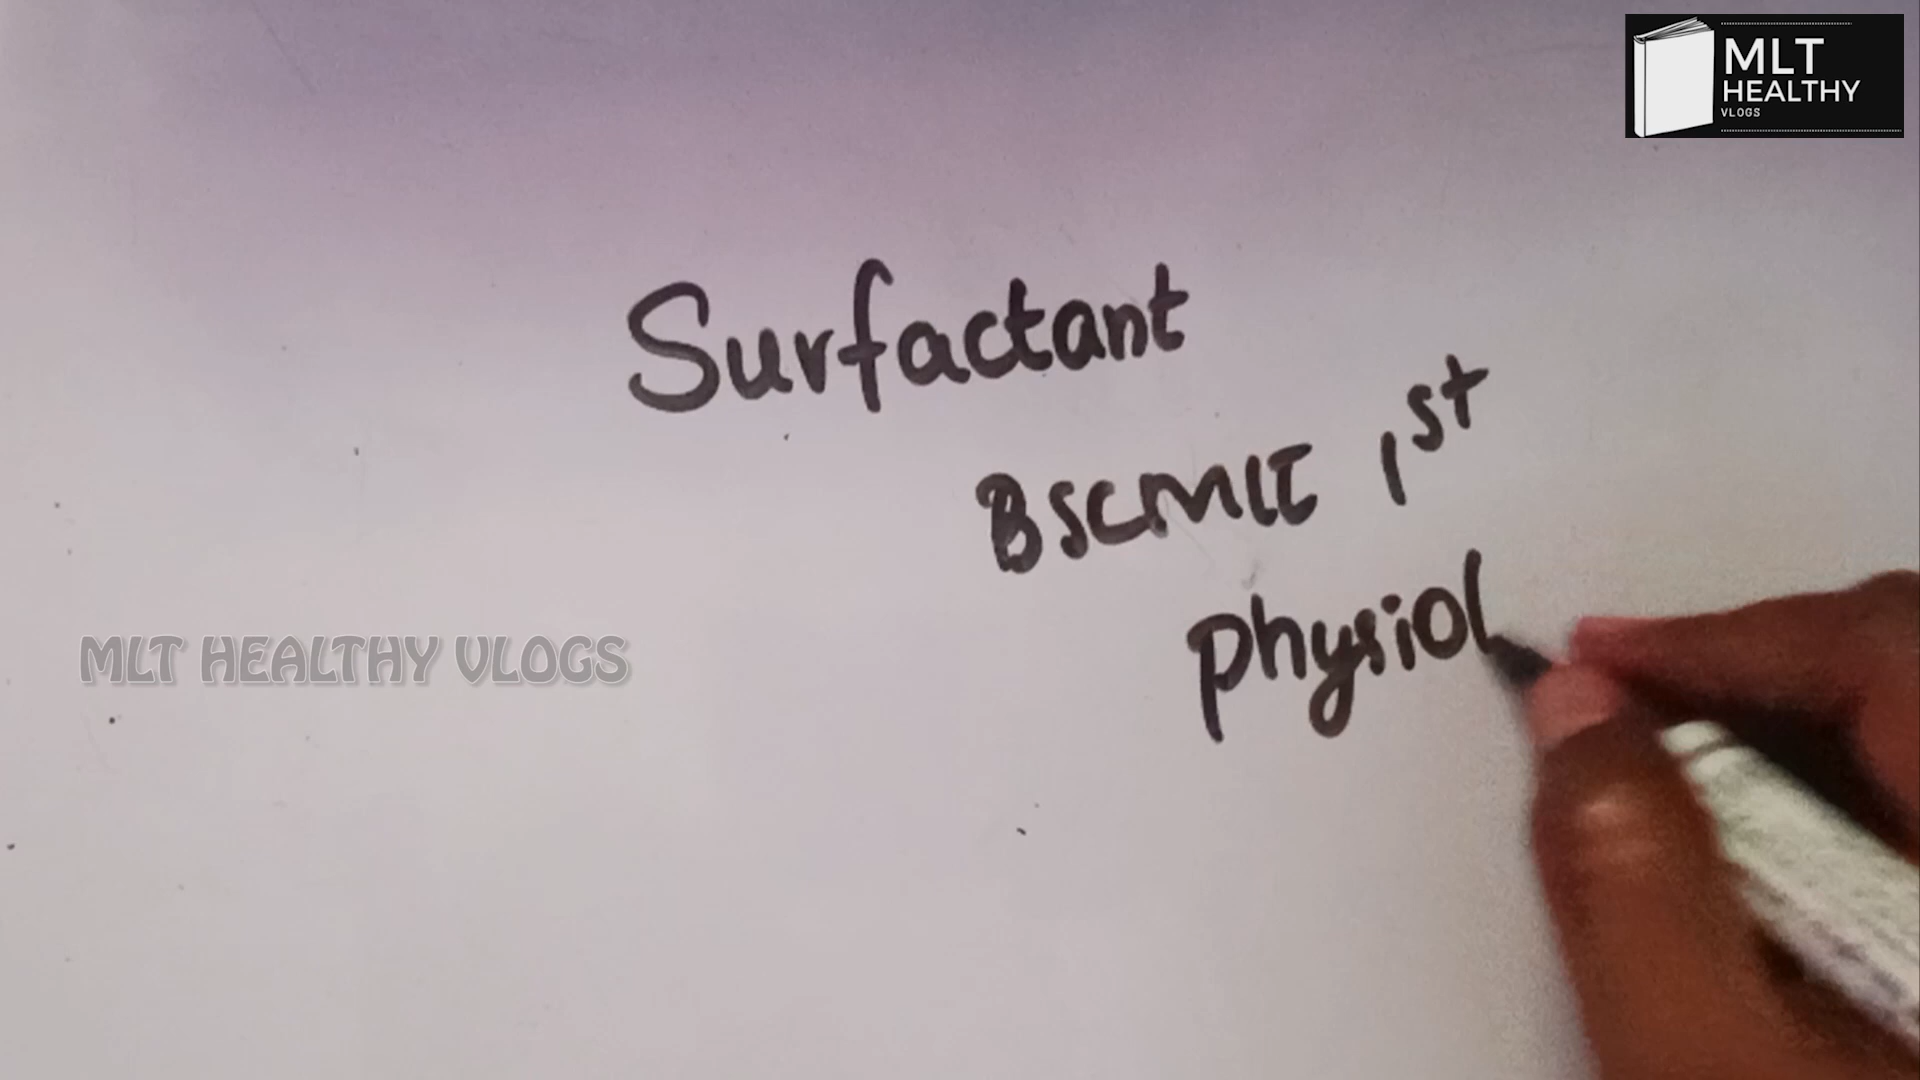 MLT
HEALTHY
VLOGS
Surfactant
BSCMLT 1st
Physiol
MLT HEALTHY VLOGS